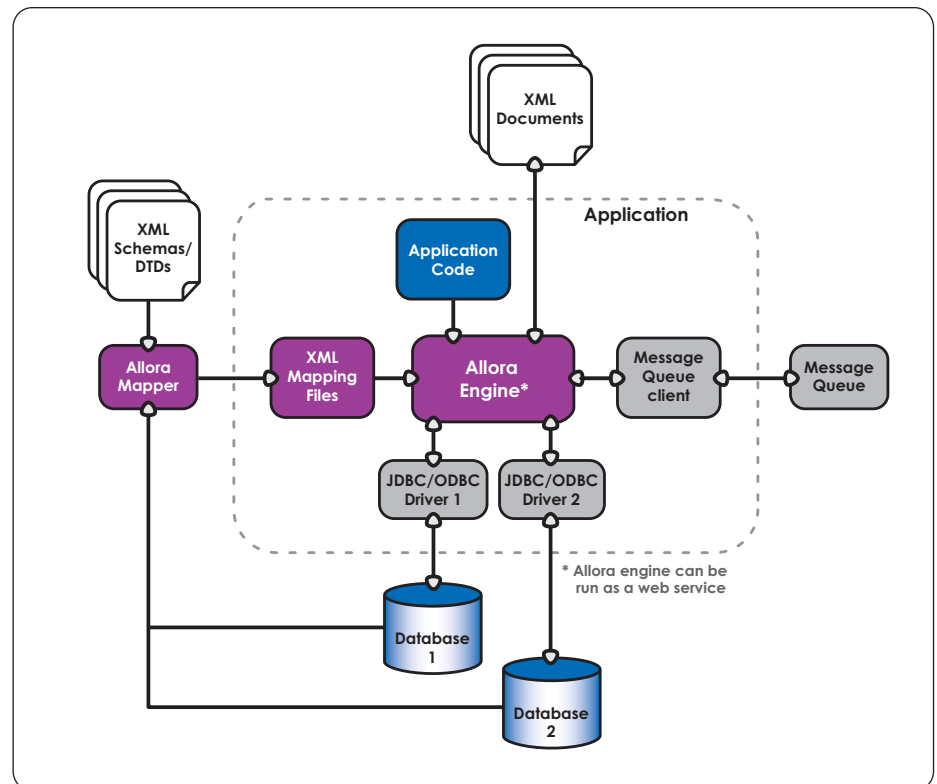 XML
Documents
Application
XML
Schemas/
DTDs
Application
Code
Allora
Mapper
XML
Mapping
Files
Allora
Engine*
Message
Queue
client
Message
Queue
JDBC/ODBC
Driver 1
JDBC/ODBC
Driver 2
* Allora engine can be
run as a web service
Database
1
Database
2